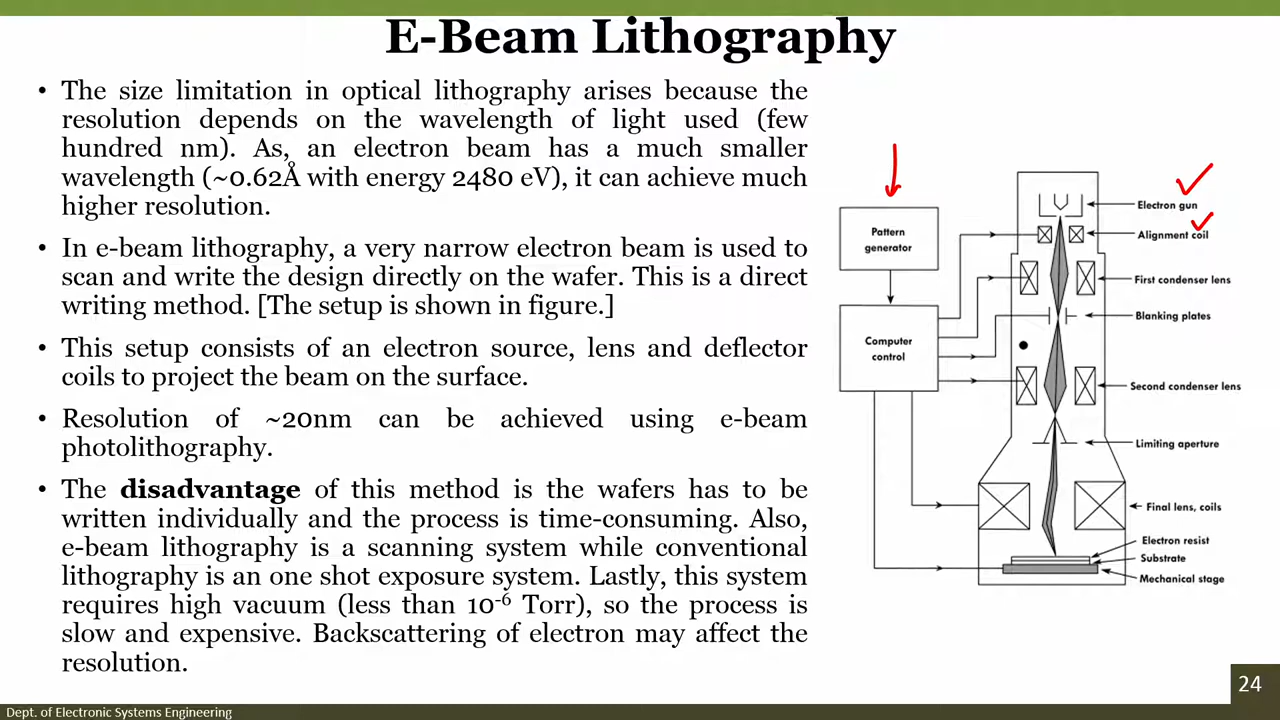 E-Beam Lithography
• The size limitation in optical lithography arises because the
resolution depends on the wavelength of light used (few
hundred nm). As, an electron beam has a much smaller
wavelength (~0.62Å with energy 2480 eV), it can achieve much
higher resolution.
• In e-beam lithography, a very narrow electron beam is used to
scan and write the design directly on the wafer. This is a direct
writing method. [The setup is shown in figure.]
• This setup consists of an electron source, lens and deflector
coils to project the beam on the surface.
• Resolution of ~20nm can be achieved using e-beam
photolithography.
• The disadvantage of this method is the wafers has to be
written individually and the process is time-consuming. Also,
e-beam lithography is a scanning system while conventional
lithography is an one shot exposure system. Lastly, this system
requires high vacuum (less than 10⁻⁶ Torr), so the process is
slow and expensive. Backscattering of electron may affect the
resolution.
Pattern
generator
Computer
control
Electron gun
Alignment coil
First condenser lens
Blanking plates
Second condenser lens
Limiting aperture
Final lens, coils
Electron resist
Substrate
Mechanical stage
24
Dept. of Electronic Systems Engineering